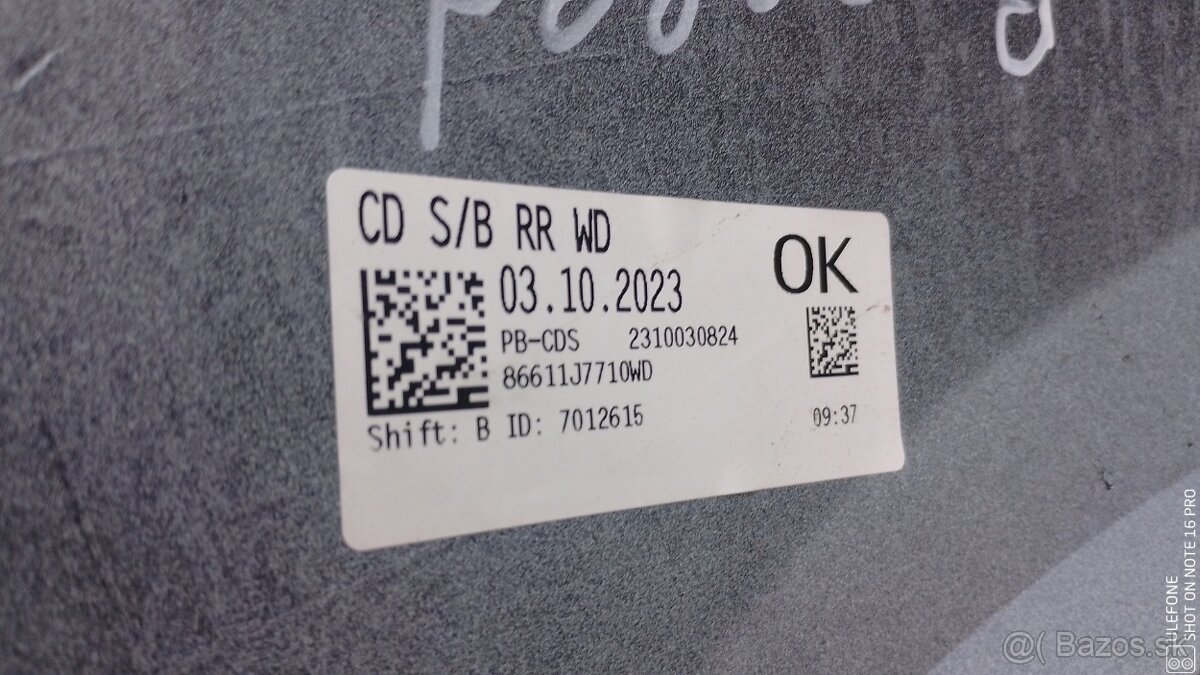 CD S/B RR WD
OK
03.10.2023
PB-CDS 2310030824
86611J7710WD
Shift: B ID: 7012615
09:37
@( Bazos.sk
SHOT ON NOTE 16 PRO